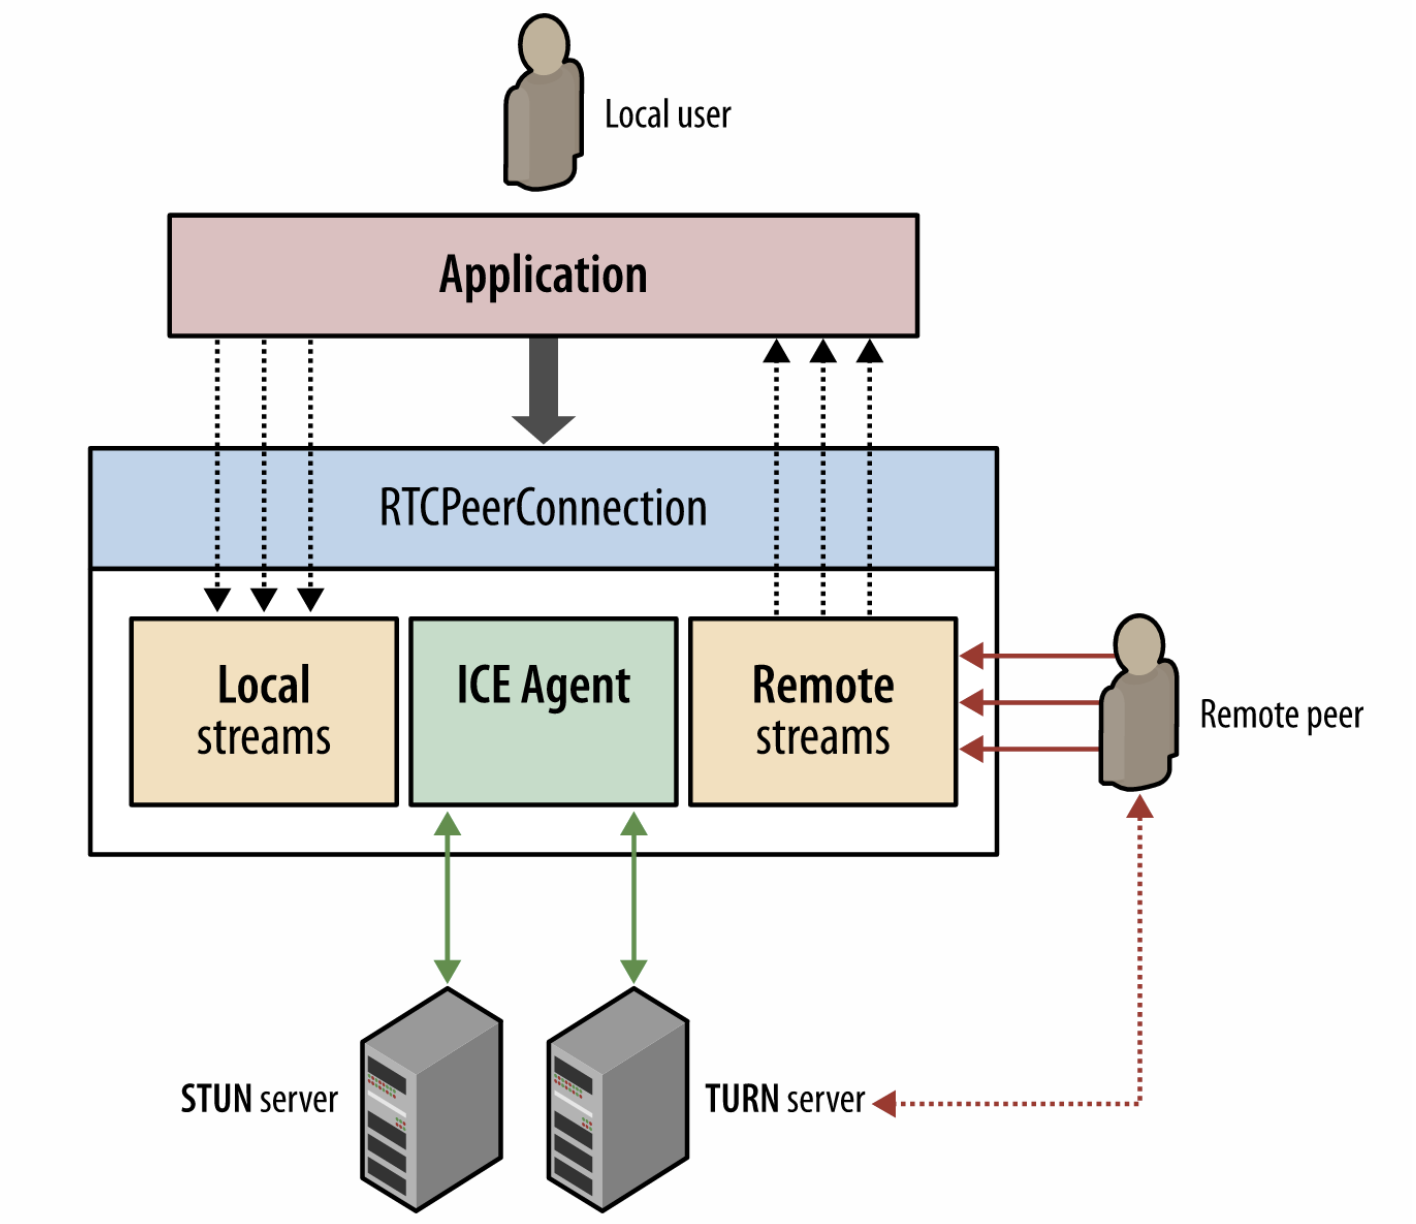 Local user
Application
RTCPeerConnection
Local
streams
ICE Agent
Remote
streams
Remote peer
STUN server
TURN server